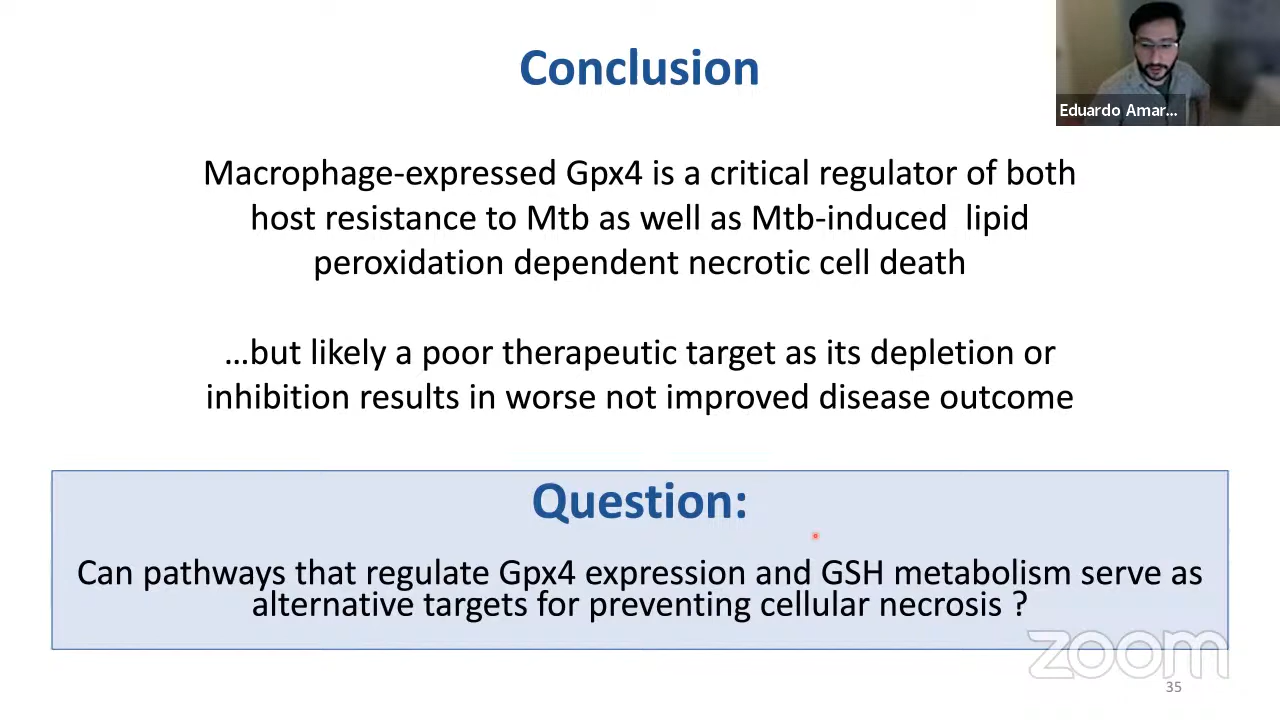 Conclusion
Eduardo Amar...
Macrophage-expressed Gpx4 is a critical regulator of both
host resistance to Mtb as well as Mtb-induced  lipid
peroxidation dependent necrotic cell death
…but likely a poor therapeutic target as its depletion or
inhibition results in worse not improved disease outcome
Question:
Can pathways that regulate Gpx4 expression and GSH metabolism serve as
alternative targets for preventing cellular necrosis ?
zoom
35